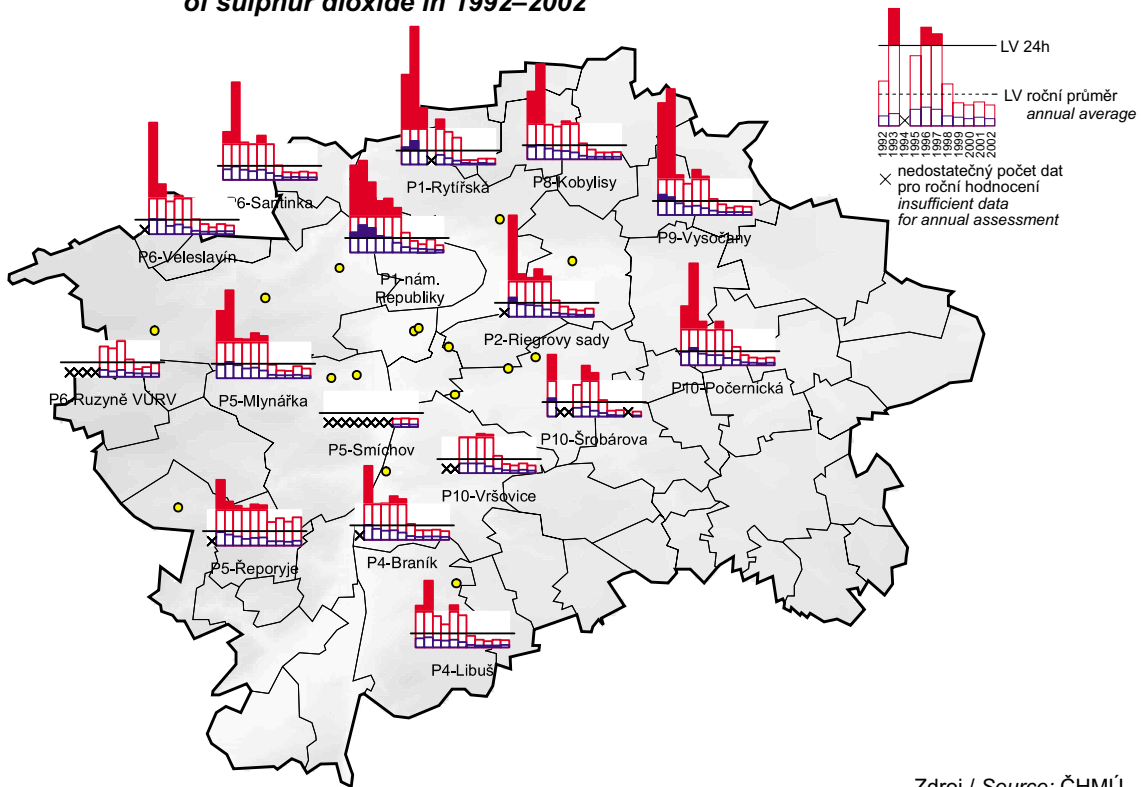 of sulphur dioxide in 1992–2002
LV 24h
LV roční průměr
annual average
1992
1993
1994
1995
1996
1997
1998
1999
2000
2001
2002
× nedostatečný počet dat
pro roční hodnocení
insufficient data
for annual assessment
P6-Santinka
P1-Rytířská
P8-Kobylisy
P6-Veleslavín
P1-nám.
Republiky
P9-Vysočany
P2-Riegrovy sady
P6-Ruzyně VÚRV
P5-Mlynářka
P10-Počernická
P5-Smíchov
P10-Šrobárova
P10-Vršovice
P5-Řeporyje
P4-Braník
P4-Libuš
Zdroj / Source: ČHMÚ